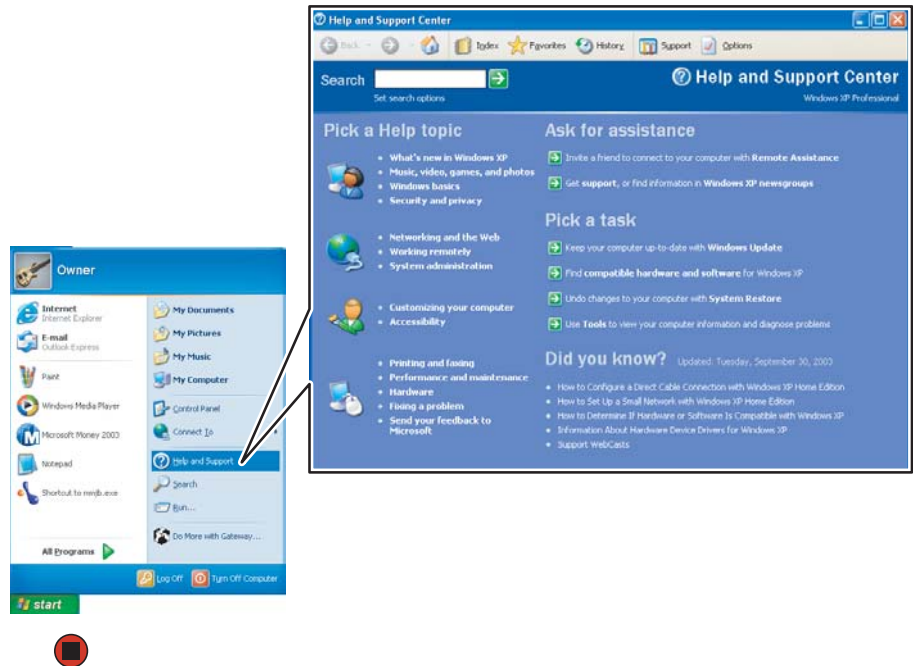 Help and Support Center
Back
Index
Favorites
History
Support
Options
Search
Set search options
Help and Support Center
Windows XP Professional
Pick a Help topic
What's new in Windows XP
Music, video, games, and photos
Windows basics
Security and privacy
Networking and the Web
Working remotely
System administration
Customizing your computer
Accessibility
Printing and faxing
Performance and maintenance
Hardware
Fixing a problem
Send your feedback to
Microsoft
Ask for assistance
Invite a friend to connect to your computer with Remote Assistance
Get support, or find information in Windows XP newsgroups
Pick a task
Keep your computer up-to-date with Windows Update
Find compatible hardware and software for Windows XP
Undo changes to your computer with System Restore
Use Tools to view your computer information and diagnose problems
Did you know? Updated: Tuesday, September 30, 2003
How to Configure a Direct Cable Connection with Windows XP Home Edition
How to Set Up a Small Network with Windows XP Home Edition
How to Determine If Hardware or Software Is Compatible with Windows XP
Information About Hardware Device Drivers for Windows XP
Support WebCasts
Owner
Internet
Internet Explorer
E-mail
Outlook Express
Paint
Windows Media Player
Microsoft Money 2003
Notepad
Shortcut to nmjb.exe
All Programs
My Documents
My Pictures
My Music
My Computer
Control Panel
Connect To
Help and Support
Search
Run...
Do More with Gateway...
Log Off
Turn Off Computer
start